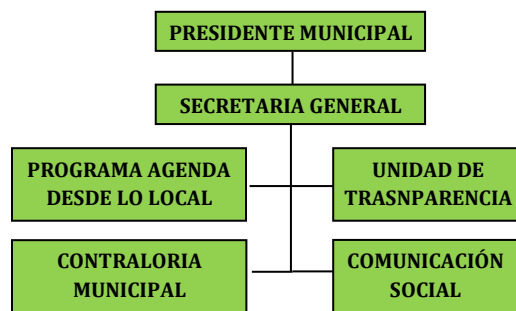 PRESIDENTE MUNICIPAL
SECRETARIA GENERAL
PROGRAMA AGENDA
DESDE LO LOCAL
UNIDAD DE
TRASNPARENCIA
CONTRALORIA
MUNICIPAL
COMUNICACIÓN
SOCIAL